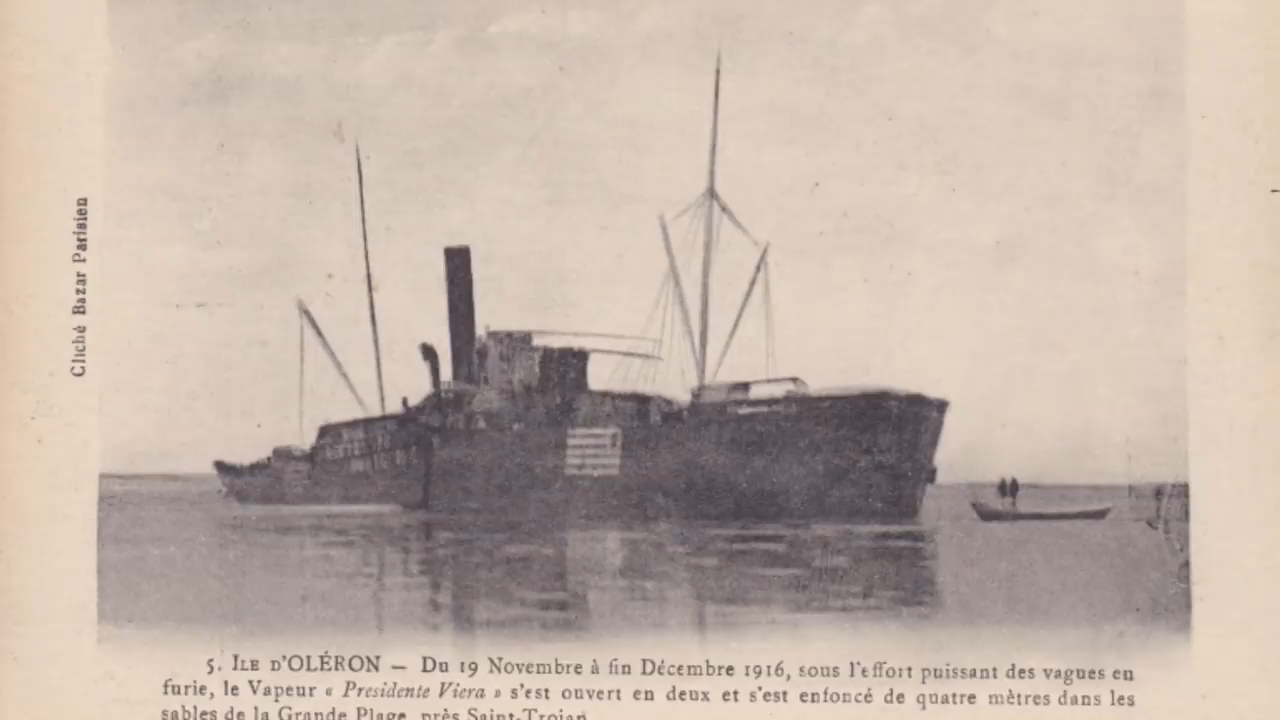 Cliché Bazar Parisien
5. ILE D'OLÉRON — Du 19 Novembre à fin Décembre 1916, sous l'effort puissant des vagues en
furie, le Vapeur « Presidente Viera » s'est ouvert en deux et s'est enfoncé de quatre mètres dans les
sables de la Grande Plage, près Saint-Trojan